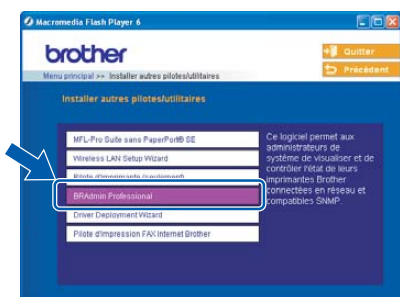 Macromedia Flash Player 6
brother
Quitter
Précédent
Menu principal >> Installer autres pilotes/utilitaires
Installer autres pilotes/utilitaires
MFL-Pro Suite sans PaperPort® SE
Wireless LAN Setup Wizard
Pilote d'imprimante (seulement)
BRAdmin Professional
Driver Deployment Wizard
Pilote d'impression FAX Internet Brother
Ce logiciel permet aux
administrateurs de
système de visualiser et de
contrôler l'état de leurs
imprimantes Brother
connectées en réseau et
compatibles SNMP.